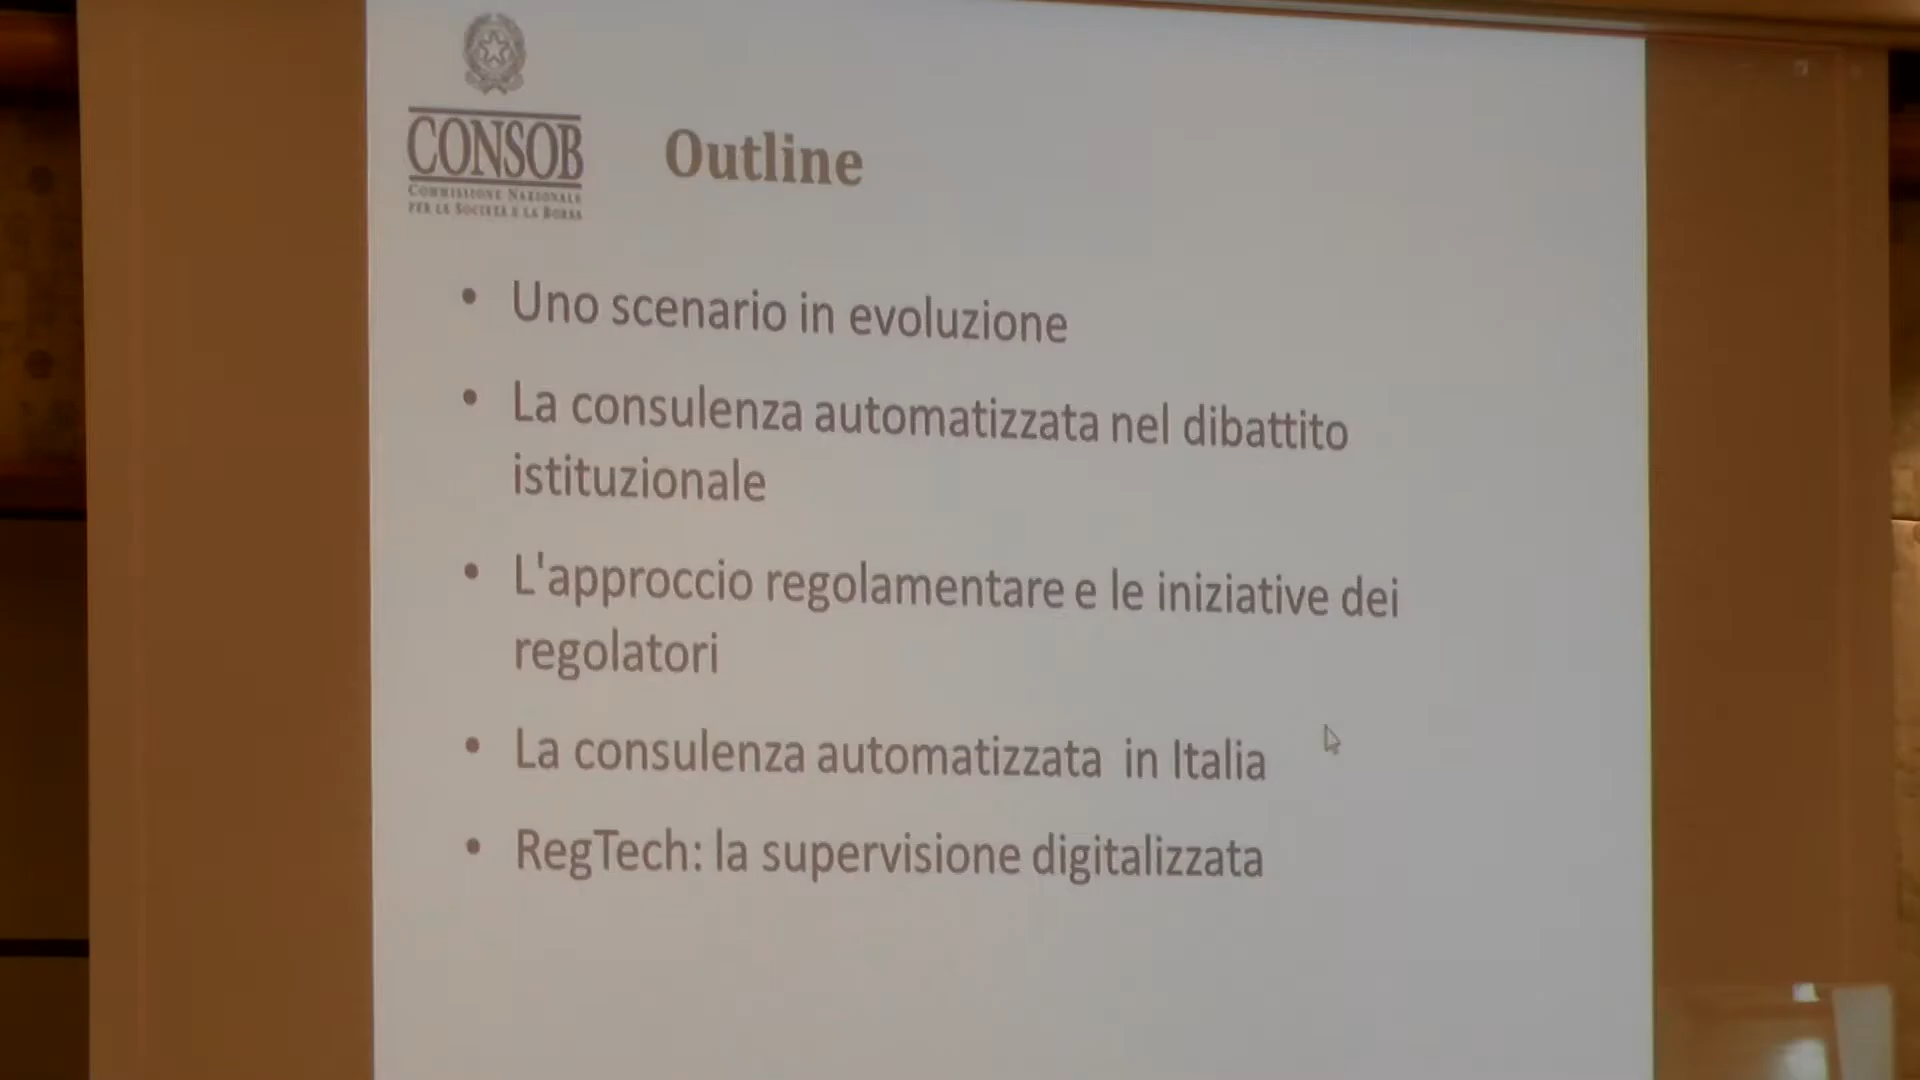 CONSOB
COMMISSIONE NAZIONALE
PER LE SOCIETÀ E LA BORSA
Outline
• Uno scenario in evoluzione
• La consulenza automatizzata nel dibattito
istituzionale
• L'approccio regolamentare e le iniziative dei
regolatori
• La consulenza automatizzata in Italia
• RegTech: la supervisione digitalizzata